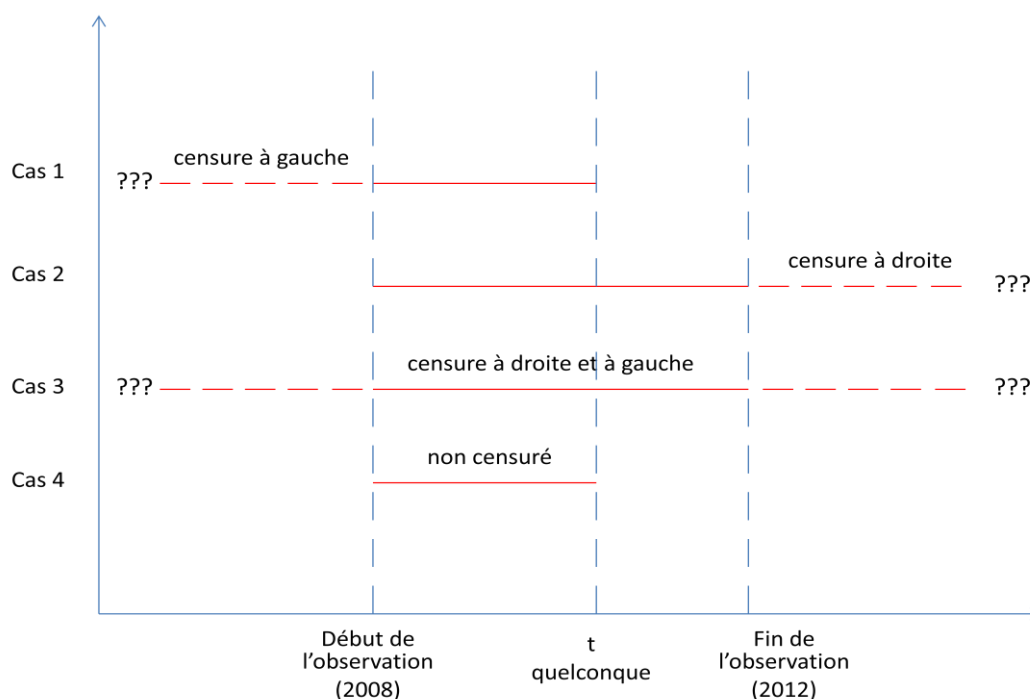 censure à gauche
Cas 1
???
Cas 2
censure à droite
???
censure à droite et à gauche
Cas 3
???
???
non censuré
Cas 4
Début de
l’observation
(2008)
t
quelconque
Fin de
l’observation
(2012)